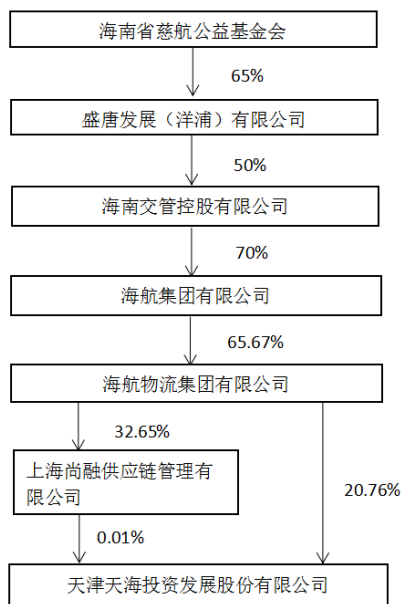 海南省慈航公益基金会
65%
盛唐发展（洋浦）有限公司
50%
海南交管控股有限公司
70%
海航集团有限公司
65.67%
海航物流集团有限公司
32.65%
上海尚融供应链管理有
限公司
20.76%
0.01%
天津天海投资发展股份有限公司